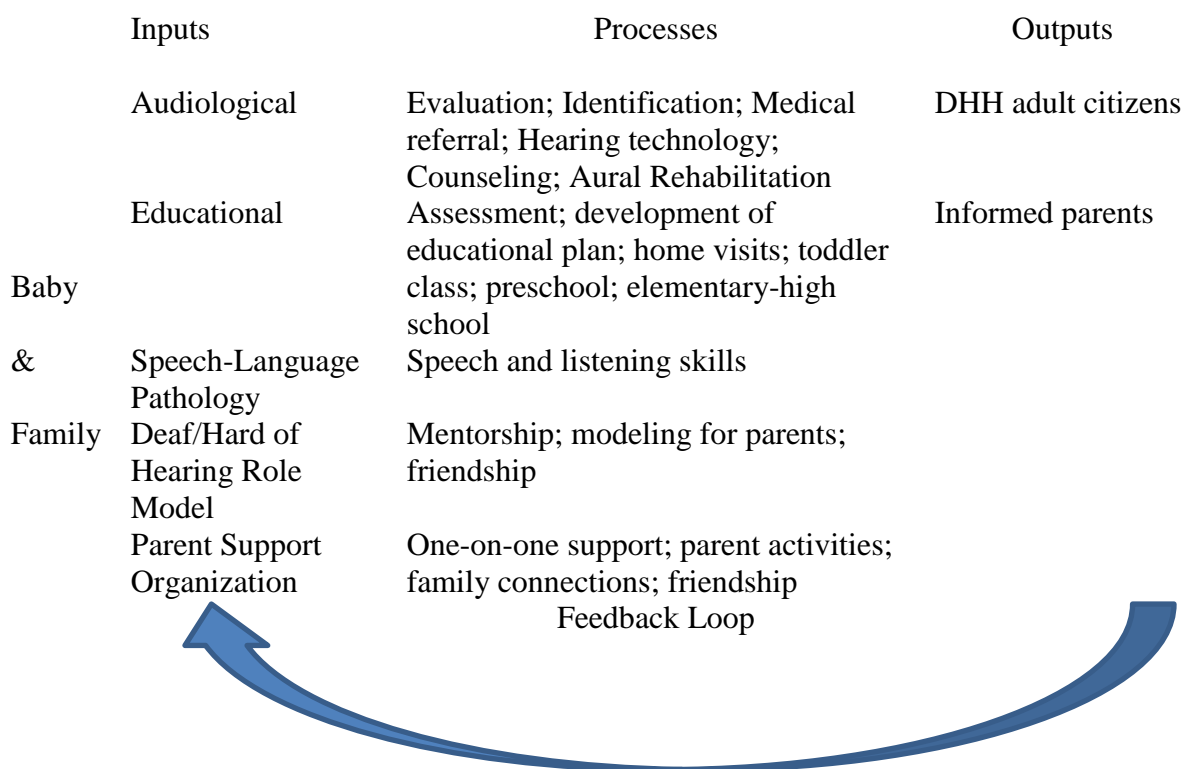 Inputs Processes Outputs
Audiological Evaluation; Identification; Medical DHH adult citizens
referral; Hearing technology;
Counseling; Aural Rehabilitation
Educational Assessment; development of Informed parents
educational plan; home visits; toddler
Baby class; preschool; elementary-high
school
& Speech-Language Speech and listening skills
Pathology
Family Deaf/Hard of Mentorship; modeling for parents;
Hearing Role friendship
Model
Parent Support One-on-one support; parent activities;
Organization family connections; friendship
Feedback Loop